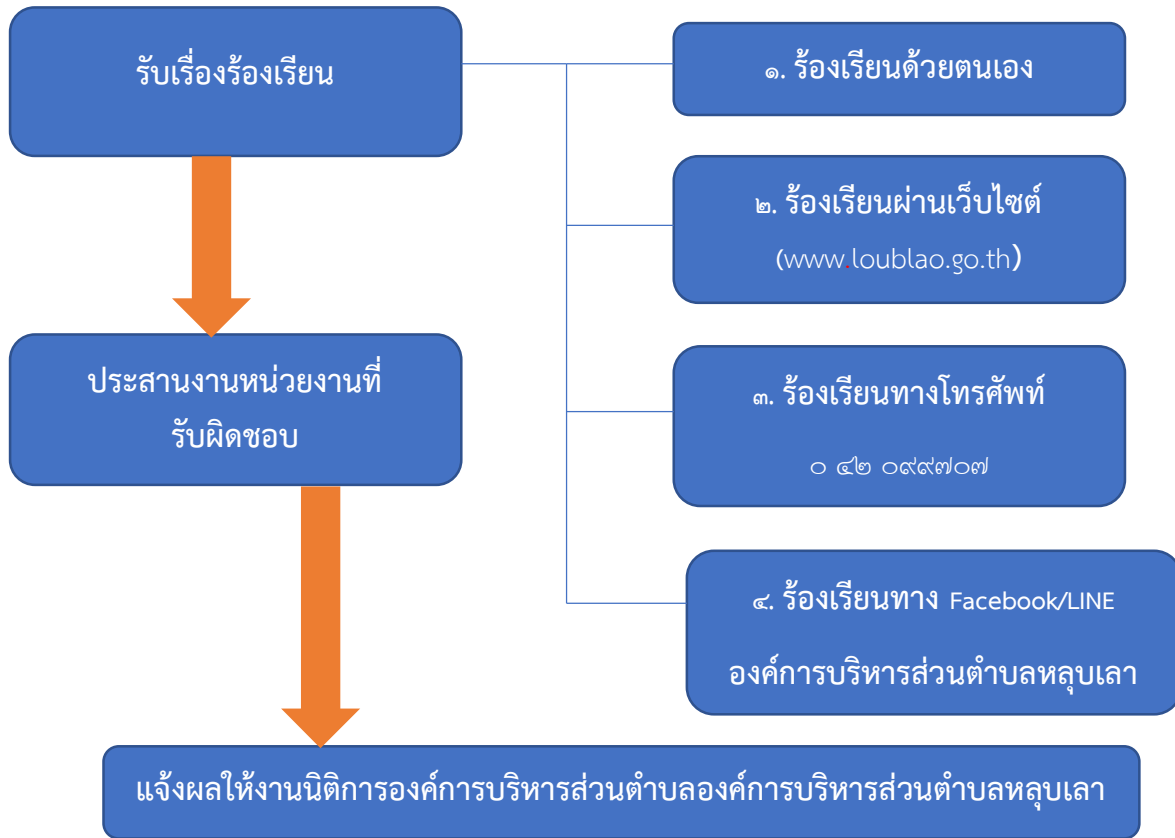 รับเรื่องร้องเรียน
๑. ร้องเรียนด้วยตนเอง
๒. ร้องเรียนผ่านเว็บไซต์
(www.loublao.go.th)
ประสานงานหน่วยงานที่
รับผิดชอบ
๓. ร้องเรียนทางโทรศัพท์
๐ ๔๒ ๐๙๙๗๐๗
๔. ร้องเรียนทาง Facebook/LINE
องค์การบริหารส่วนตำบลหลุบเลา
แจ้งผลให้งานนิติการองค์การบริหารส่วนตำบลองค์การบริหารส่วนตำบลหลุบเลา